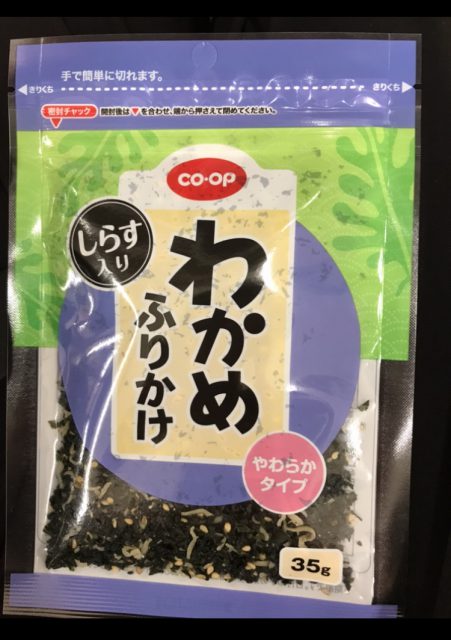 手で簡単に切れます。
きりくち
きりくち
密封チャック 開封後は▼を合わせ、端から押さえて閉めてください。
CO·OP
しらす
入り
わかめ
ふりかけ
やわらか
タイプ
35g